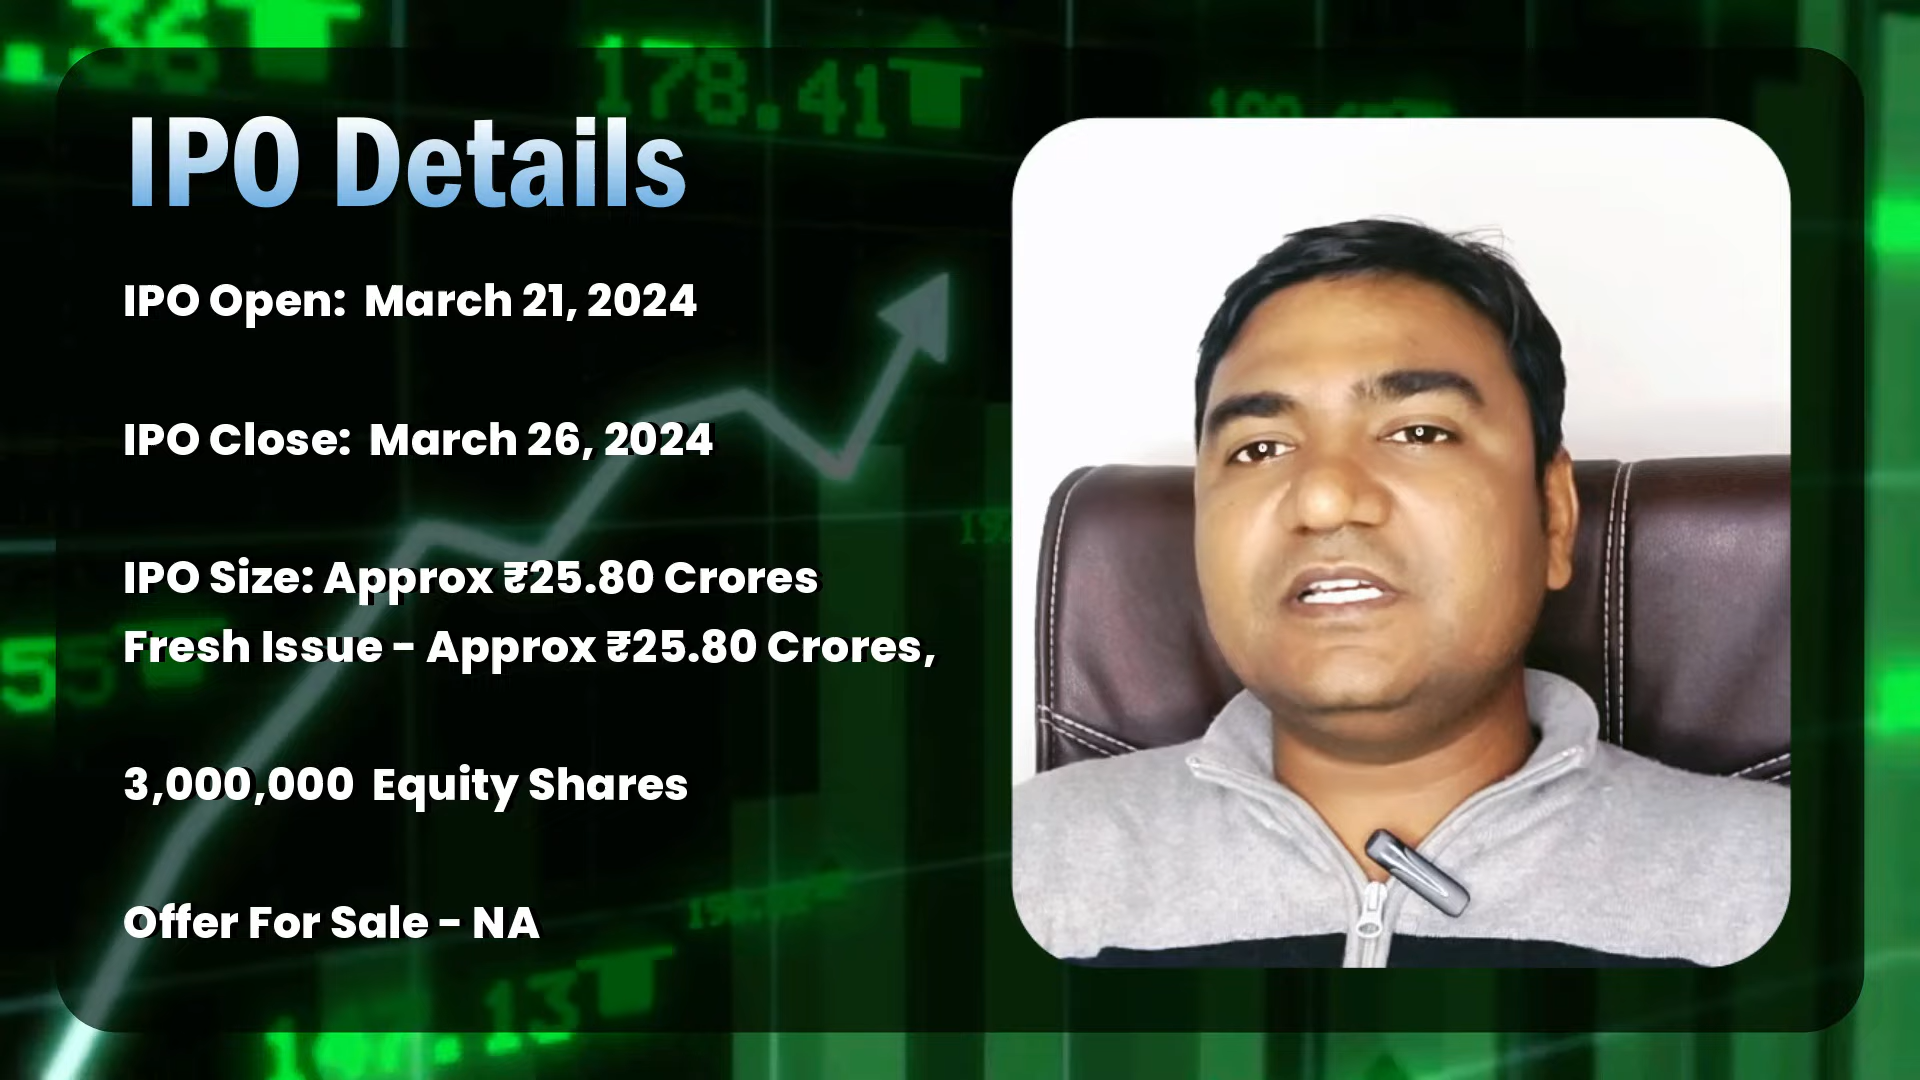 IPO Details
IPO Open: March 21, 2024
IPO Close: March 26, 2024
IPO Size: Approx ₹25.80 Crores
Fresh Issue - Approx ₹25.80 Crores,
3,000,000 Equity Shares
Offer For Sale - NA
178.41